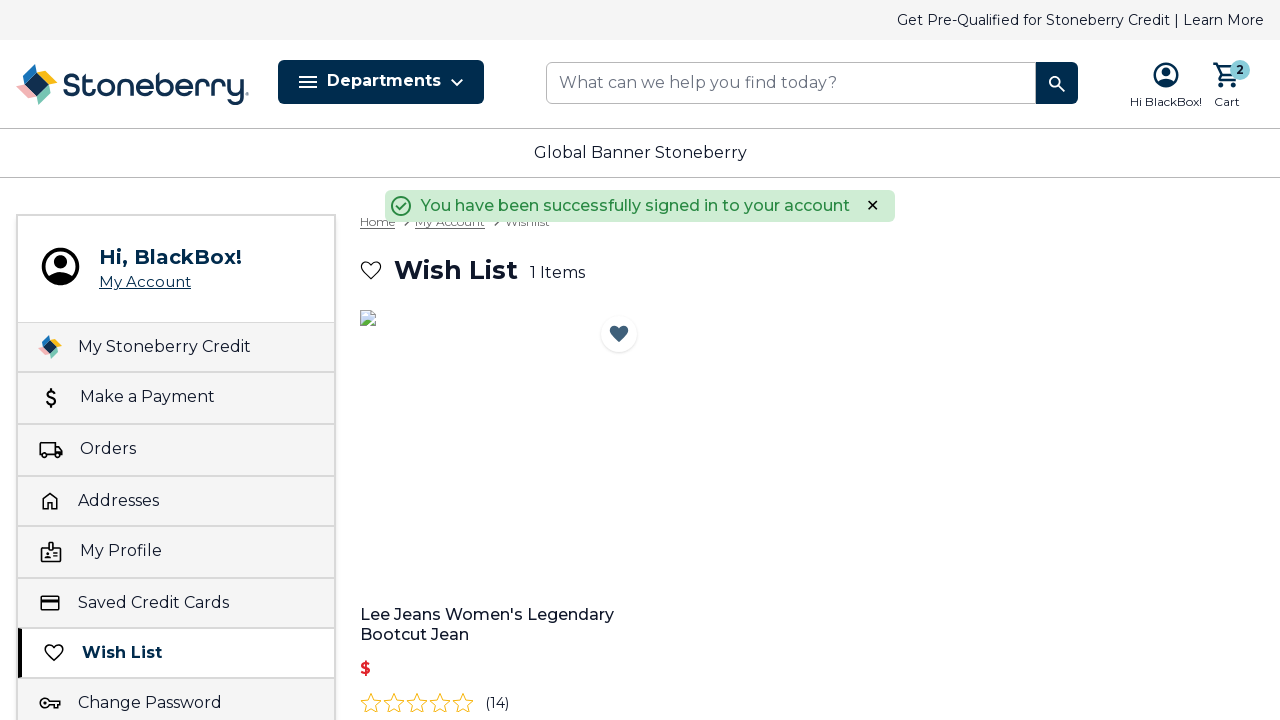 Get Pre-Qualified for Stoneberry Credit | Learn More
Stoneberry®
Departments
What can we help you find today?
2
Hi BlackBox!
Cart
Global Banner Stoneberry
You have been successfully signed in to your account ✕
Home > My Account > Wishlist
Hi, BlackBox!
My Account
My Stoneberry Credit
Make a Payment
Orders
Addresses
My Profile
Saved Credit Cards
Wish List
Change Password
Wish List 1 Items
Lee Jeans Women's Legendary
Bootcut Jean
$
(14)